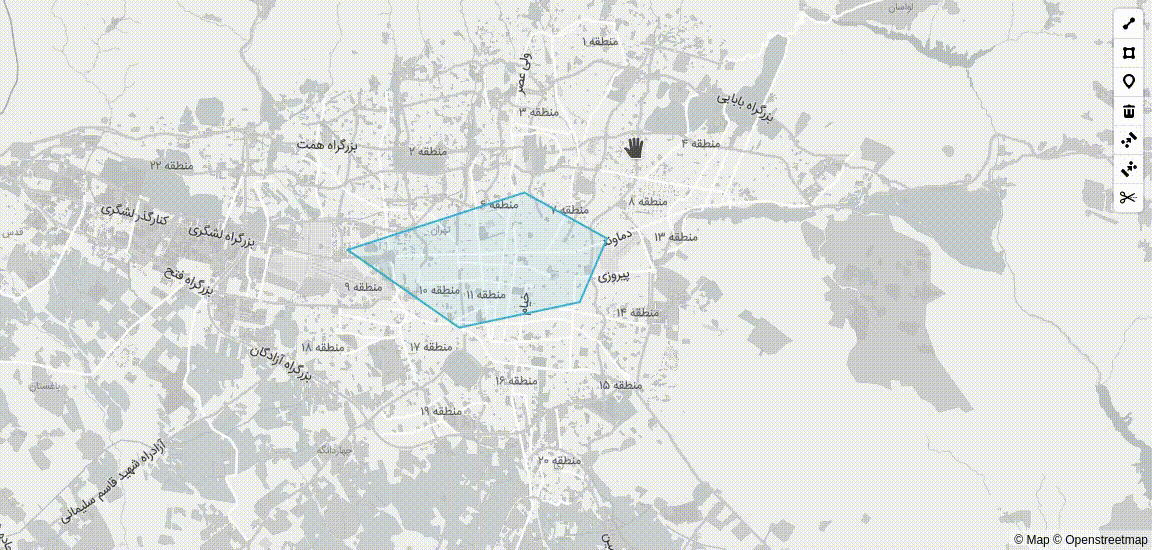 لواسان
منطقه ۱
ولی عصر
بزرگراه بابایی
منطقه ۳
بزرگراه همت
منطقه ۲
منطقه ۴
منطقه ۲۲
منطقه ۶
منطقه ۷
منطقه ۸
کنارگذر لشگری
بزرگراه لشگری
تهران
دماوند
منطقه ۱۳
قدس
بزرگراه فتح
منطقه ۹
منطقه ۱۰
منطقه ۱۱
خیام
پیروزی
منطقه ۱۴
منطقه ۱۸
منطقه ۱۷
بزرگراه آزادگان
منطقه ۱۶
منطقه ۱۵
باغستان
منطقه ۱۹
چهاردانگه
منطقه ۲۰
ری
آزادراه شهید قاسم سلیمانی
© Map © Openstreetmap